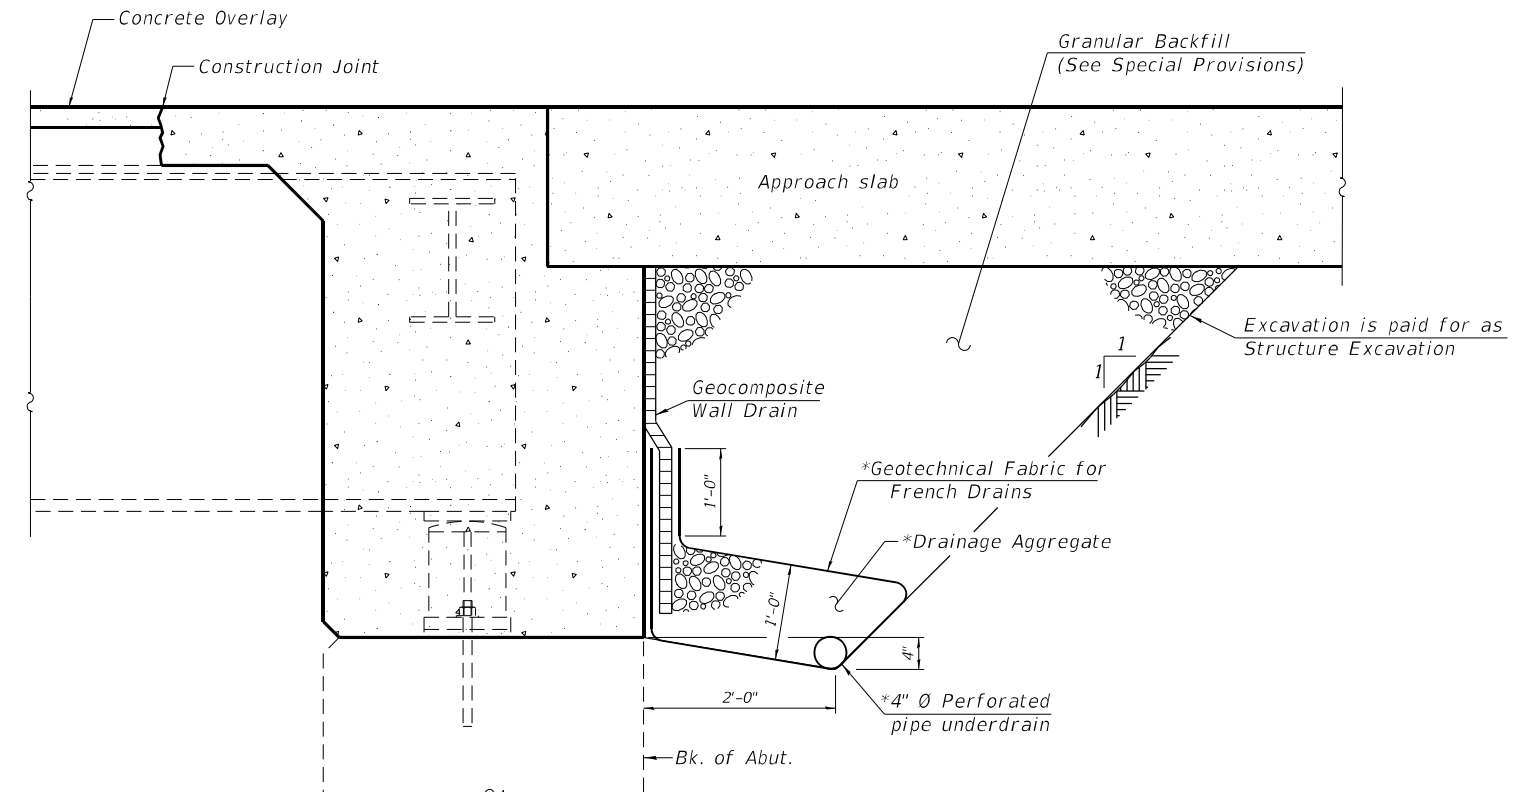 Concrete Overlay
Construction Joint
Granular Backfill
(See Special Provisions)
Approach slab
Excavation is paid for as
Structure Excavation
1
1
Geocomposite
Wall Drain
1'-0"
*Geotechnical Fabric for
French Drains
*Drainage Aggregate
1'-0"
4"
2'-0"
*4" Ø Perforated
pipe underdrain
Bk. of Abut.